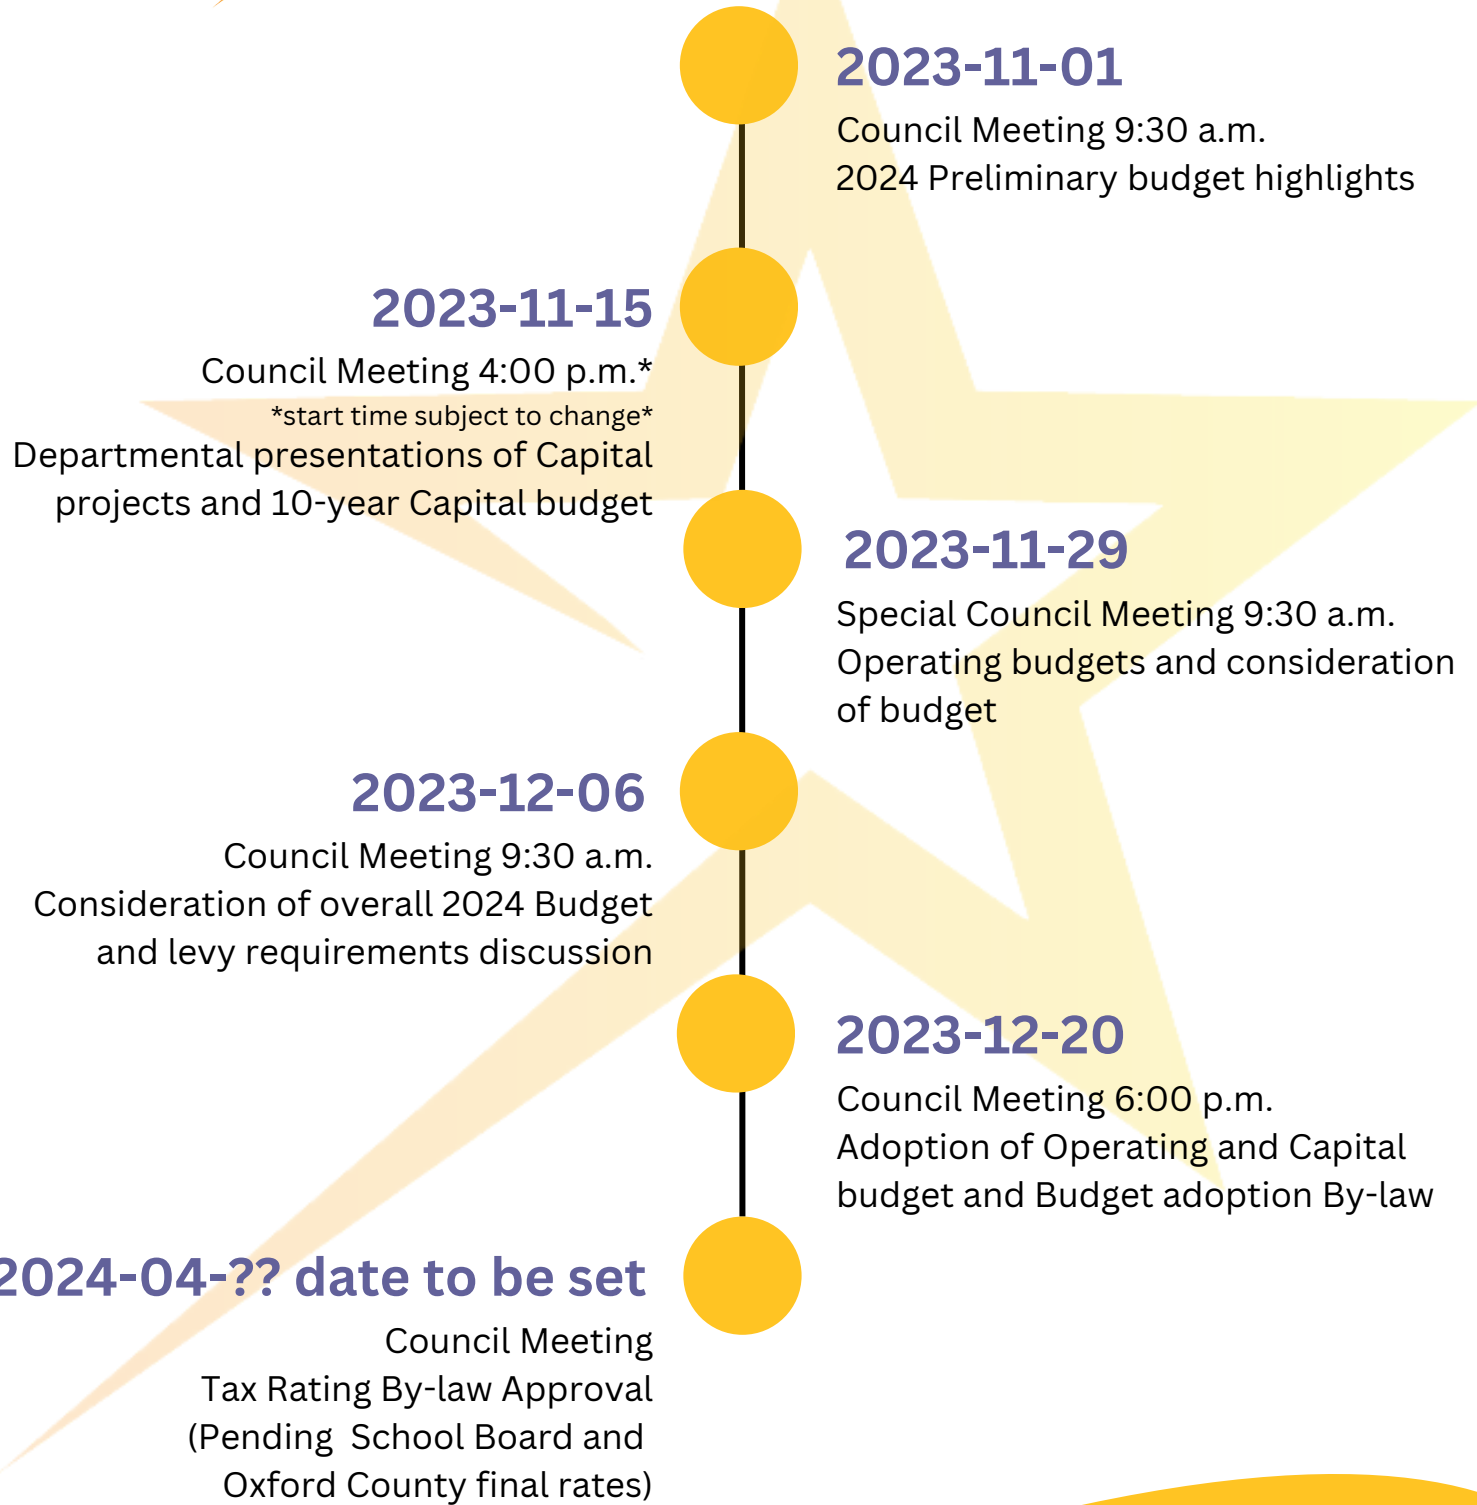 2023-11-01
Council Meeting 9:30 a.m.
2024 Preliminary budget highlights
2023-11-15
Council Meeting 4:00 p.m.*
*start time subject to change*
Departmental presentations of Capital
projects and 10-year Capital budget
2023-11-29
Special Council Meeting 9:30 a.m.
Operating budgets and consideration
of budget
2023-12-06
Council Meeting 9:30 a.m.
Consideration of overall 2024 Budget
and levy requirements discussion
2023-12-20
Council Meeting 6:00 p.m.
Adoption of Operating and Capital
budget and Budget adoption By-law
2024-04-?? date to be set
Council Meeting
Tax Rating By-law Approval
(Pending School Board and
Oxford County final rates)